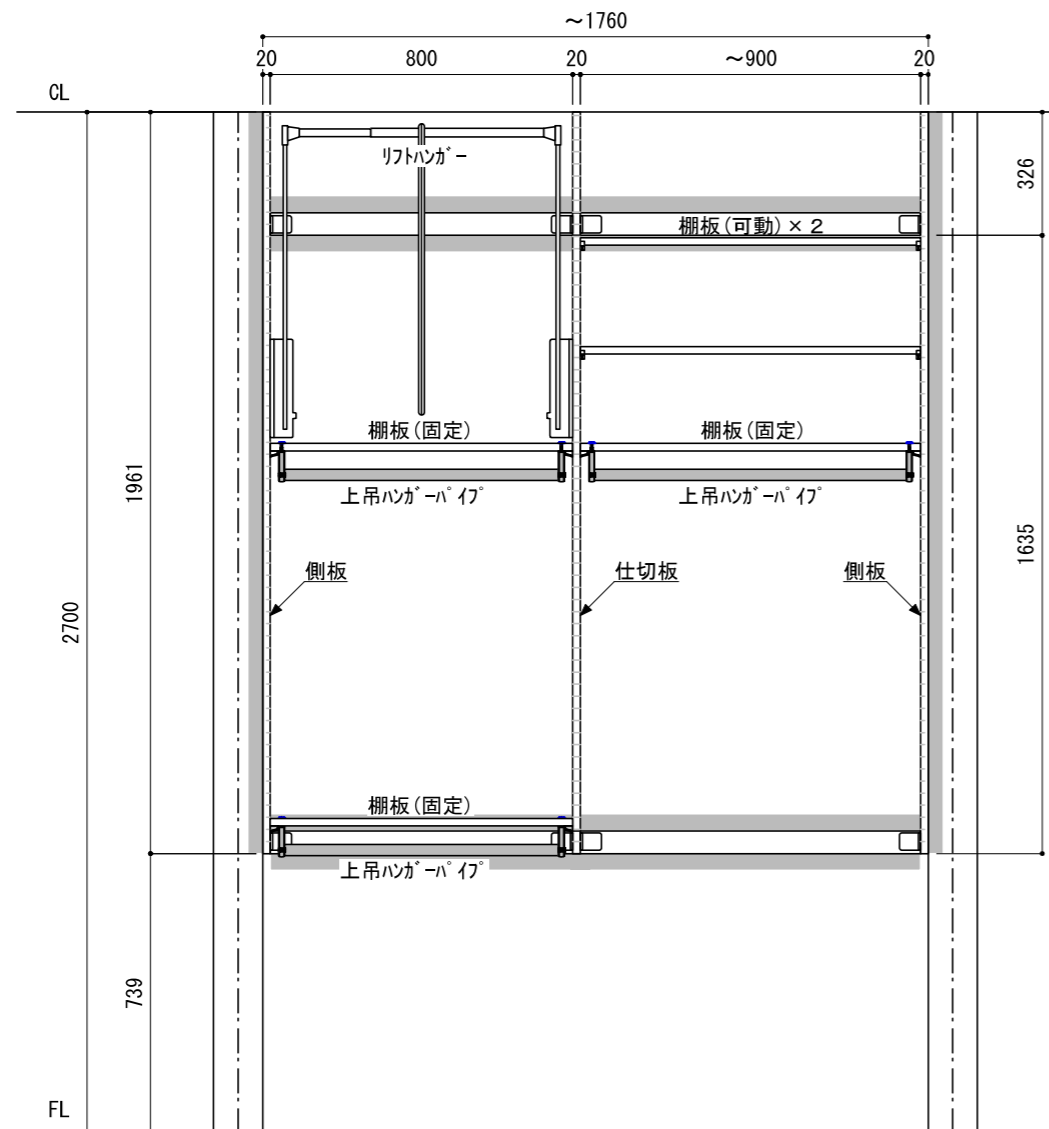 ～1760
20 800 20 ～900 20
CL
ﾘﾌﾄﾊﾝｶﾞｰ
326
棚板(可動)×2
棚板(固定) 棚板(固定)
上吊ﾊﾝｶﾞｰﾊﾟｲﾌﾟ 上吊ﾊﾝｶﾞｰﾊﾟｲﾌﾟ
1961
1635
側板 仕切板 側板
2700
棚板(固定)
上吊ﾊﾝｶﾞｰﾊﾟｲﾌﾟ
739
FL